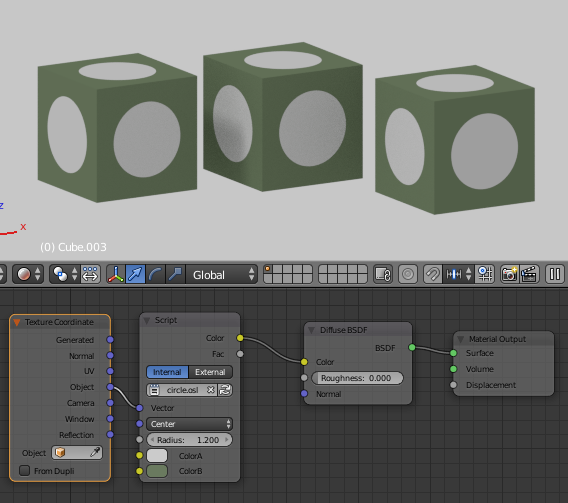 z
x
(0) Cube.003
Global
Texture Coordinate
Generated
Normal
UV
Object
Camera
Window
Reflection
Object:
From Dupli
Script
Color
Fac
Internal External
circle.osl
Vector
Center
Radius: 1.200
ColorA
ColorB
Diffuse BSDF
BSDF
Color
Roughness: 0.000
Normal
Material Output
Surface
Volume
Displacement